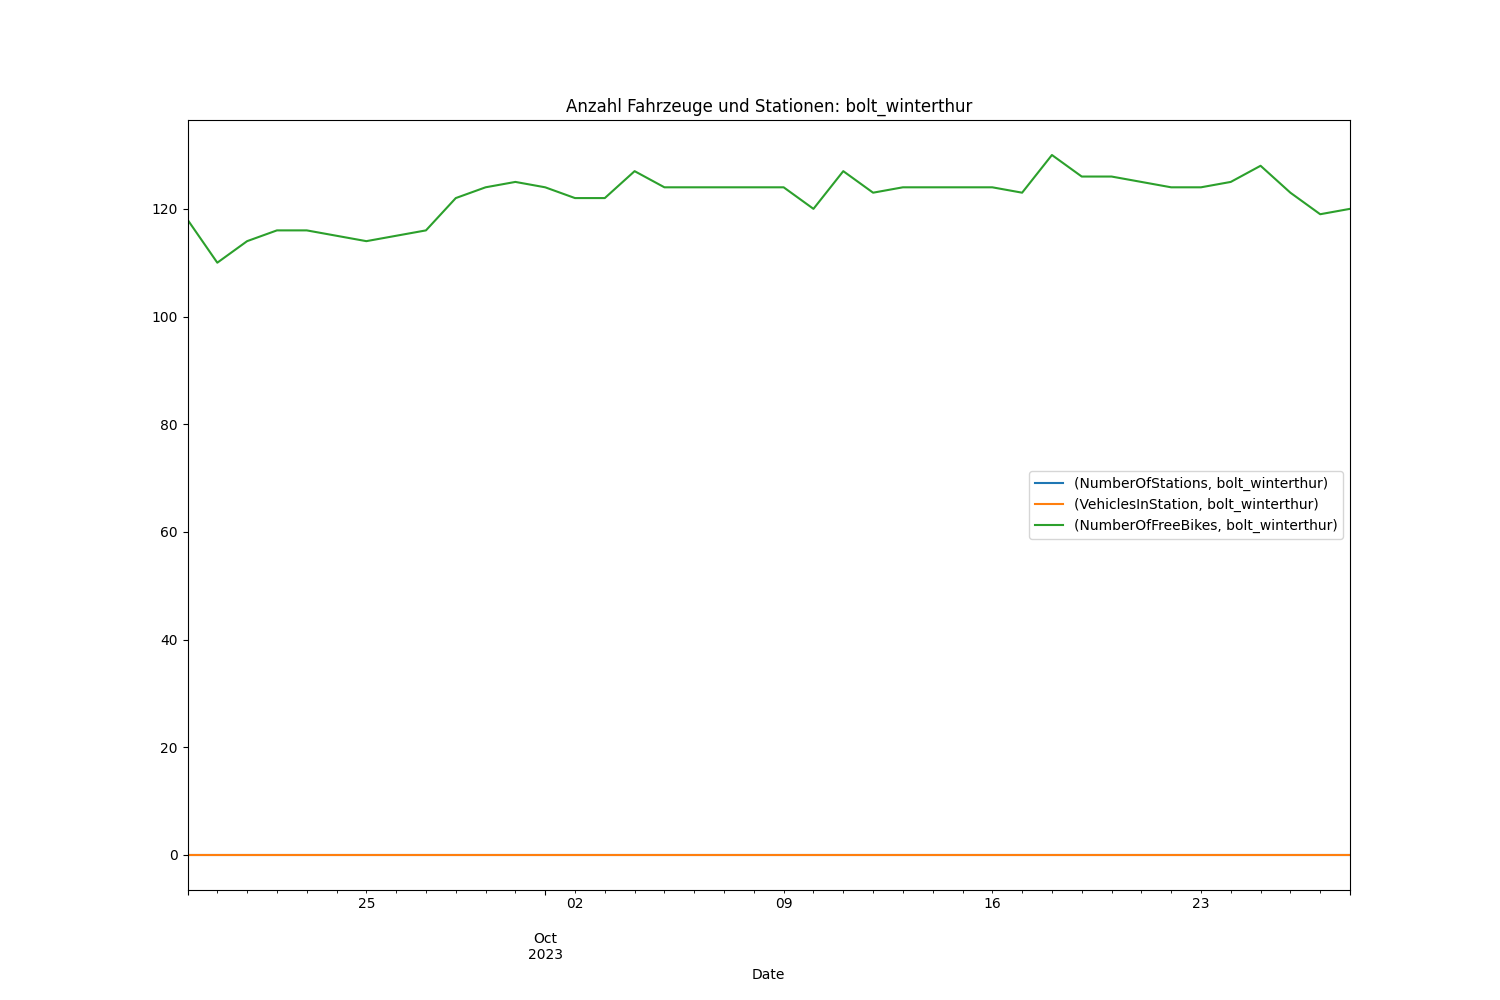 Anzahl Fahrzeuge und Stationen: bolt_winterthur
120
100
80
60
40
20
0
(NumberOfStations, bolt_winterthur)
(VehiclesInStation, bolt_winterthur)
(NumberOfFreeBikes, bolt_winterthur)
25 02 09 16 23
Oct
2023
Date